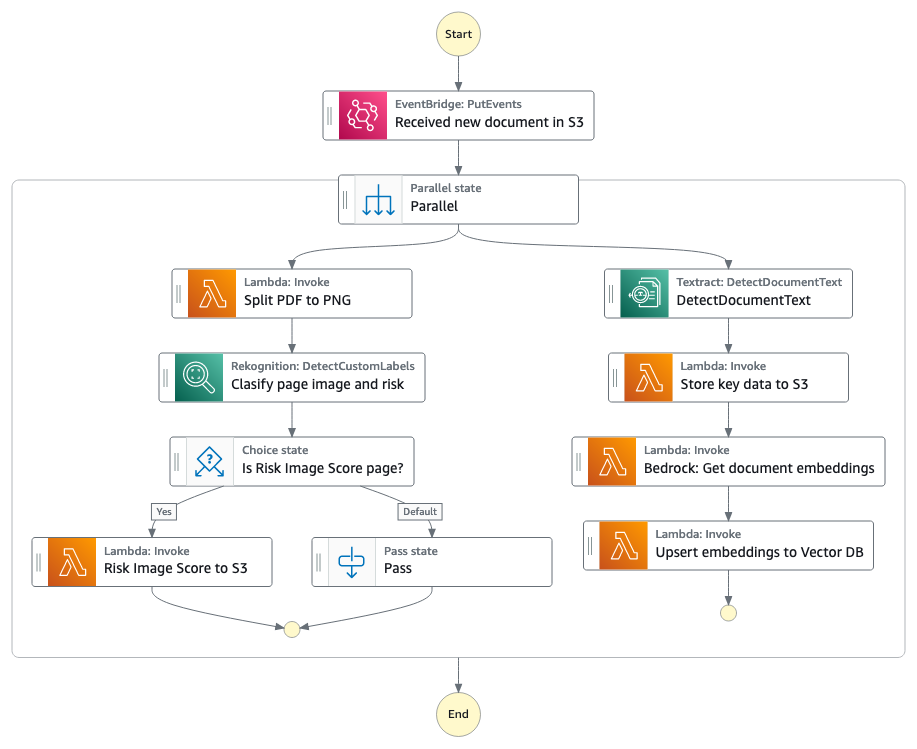 Start
EventBridge: PutEvents
Received new document in S3
Parallel state
Parallel
Lambda: Invoke
Split PDF to PNG
Textract: DetectDocumentText
DetectDocumentText
Rekognition: DetectCustomLabels
Clasify page image and risk
Lambda: Invoke
Store key data to S3
Choice state
Is Risk Image Score page?
Lambda: Invoke
Bedrock: Get document embeddings
Yes
Default
Lambda: Invoke
Risk Image Score to S3
Pass state
Pass
Lambda: Invoke
Upsert embeddings to Vector DB
End